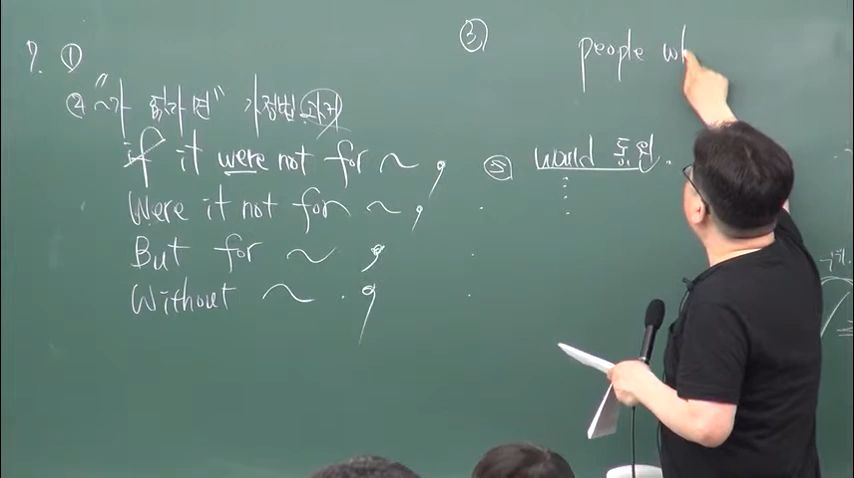 7. ①
② "~가 없다면" 가정법 과거
If it were not for ~ ,
Were it not for ~ ,
But for ~ ,
Without ~ ,
③
people wh
⑤ would 동원.